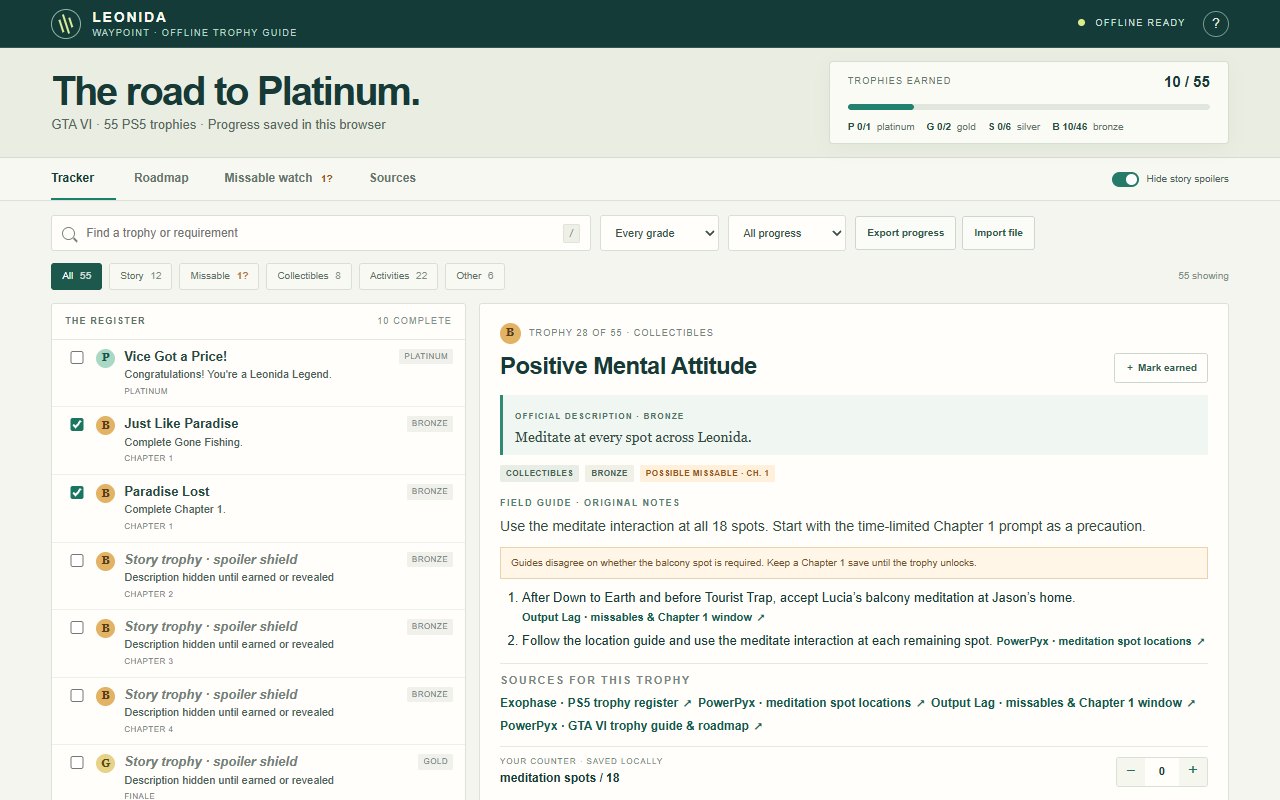 LEONIDA
WAYPOINT · OFFLINE TROPHY GUIDE
OFFLINE READY
?
The road to Platinum.
GTA VI · 55 PS5 trophies · Progress saved in this browser
TROPHIES EARNED 10 / 55
P 0/1 platinum G 0/2 gold S 0/6 silver B 10/46 bronze
Tracker Roadmap Missable watch 1? Sources
Hide story spoilers
Find a trophy or requirement /
Every grade
All progress
Export progress
Import file
All 55 Story 12 Missable 1? Collectibles 8 Activities 22 Other 6
55 showing
THE REGISTER 10 COMPLETE
P Vice Got a Price! PLATINUM
Congratulations! You're a Leonida Legend.
PLATINUM
B Just Like Paradise BRONZE
Complete Gone Fishing.
CHAPTER 1
B Paradise Lost BRONZE
Complete Chapter 1.
CHAPTER 1
B Story trophy · spoiler shield BRONZE
Description hidden until earned or revealed
CHAPTER 2
B Story trophy · spoiler shield BRONZE
Description hidden until earned or revealed
CHAPTER 3
B Story trophy · spoiler shield BRONZE
Description hidden until earned or revealed
CHAPTER 4
G Story trophy · spoiler shield GOLD
Description hidden until earned or revealed
FINALE
B TROPHY 28 OF 55 · COLLECTIBLES
Positive Mental Attitude
+ Mark earned
OFFICIAL DESCRIPTION · BRONZE
Meditate at every spot across Leonida.
COLLECTIBLES BRONZE POSSIBLE MISSABLE · CH. 1
FIELD GUIDE · ORIGINAL NOTES
Use the meditate interaction at all 18 spots. Start with the time-limited Chapter 1 prompt as a precaution.
Guides disagree on whether the balcony spot is required. Keep a Chapter 1 save until the trophy unlocks.
1. After Down to Earth and before Tourist Trap, accept Lucia's balcony meditation at Jason's home.
Output Lag · missables & Chapter 1 window ↗
2. Follow the location guide and use the meditate interaction at each remaining spot. PowerPyx · meditation spot locations ↗
SOURCES FOR THIS TROPHY
Exophase · PS5 trophy register ↗ PowerPyx · meditation spot locations ↗ Output Lag · missables & Chapter 1 window ↗
PowerPyx · GTA VI trophy guide & roadmap ↗
YOUR COUNTER · SAVED LOCALLY
meditation spots / 18
− 0 +